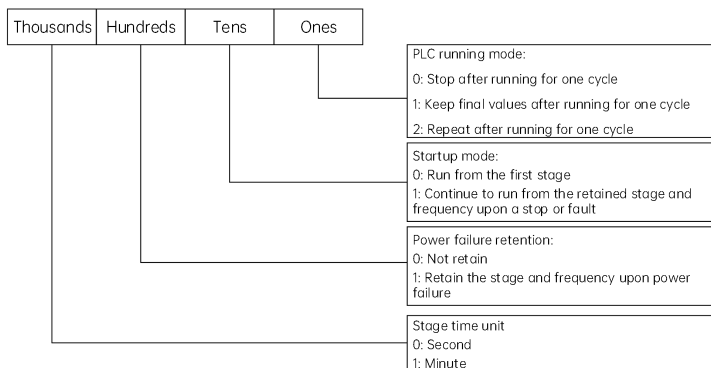 Thousands Hundreds Tens Ones
PLC running mode:
0: Stop after running for one cycle
1: Keep final values after running for one cycle
2: Repeat after running for one cycle
Startup mode:
0: Run from the first stage
1: Continue to run from the retained stage and
frequency upon a stop or fault
Power failure retention:
0: Not retain
1: Retain the stage and frequency upon power
failure
Stage time unit
0: Second
1: Minute